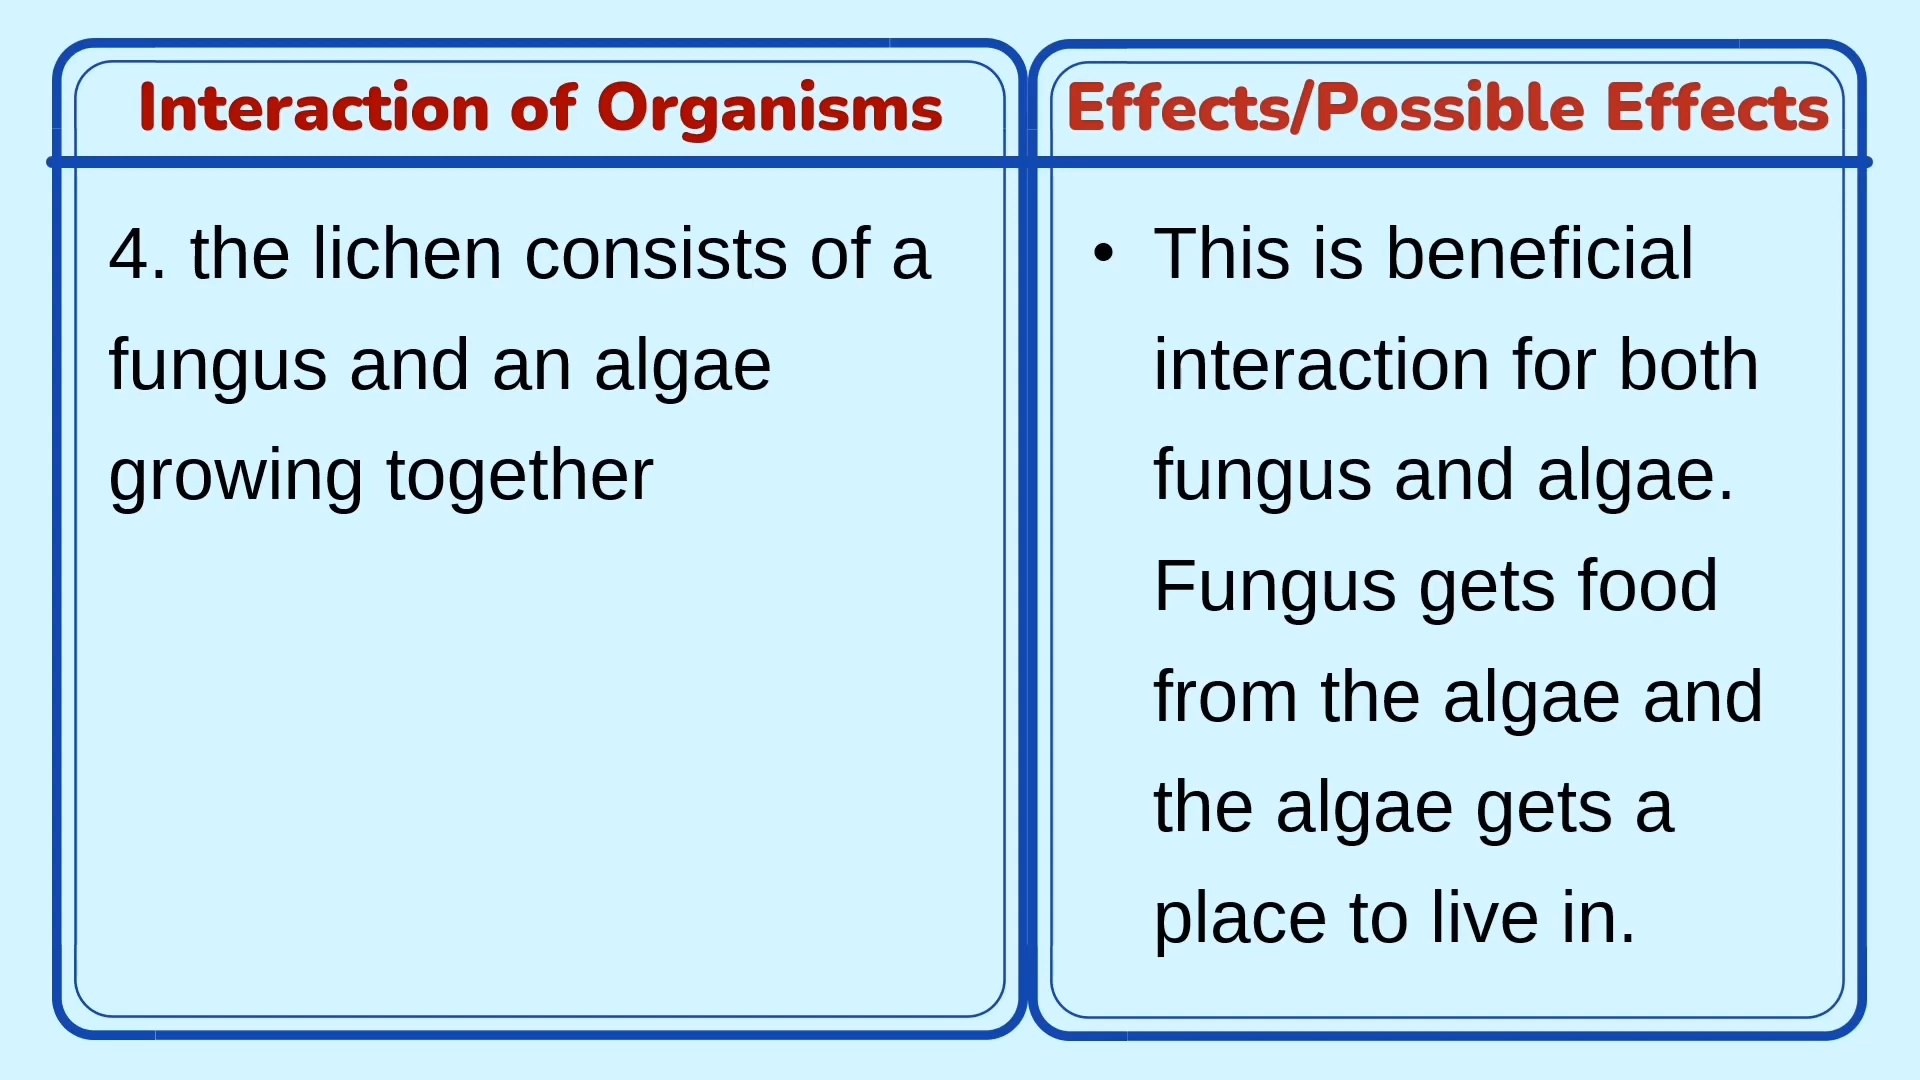 Interaction of Organisms
4. the lichen consists of a
fungus and an algae
growing together
Effects/Possible Effects
• This is beneficial
interaction for both
fungus and algae.
Fungus gets food
from the algae and
the algae gets a
place to live in.